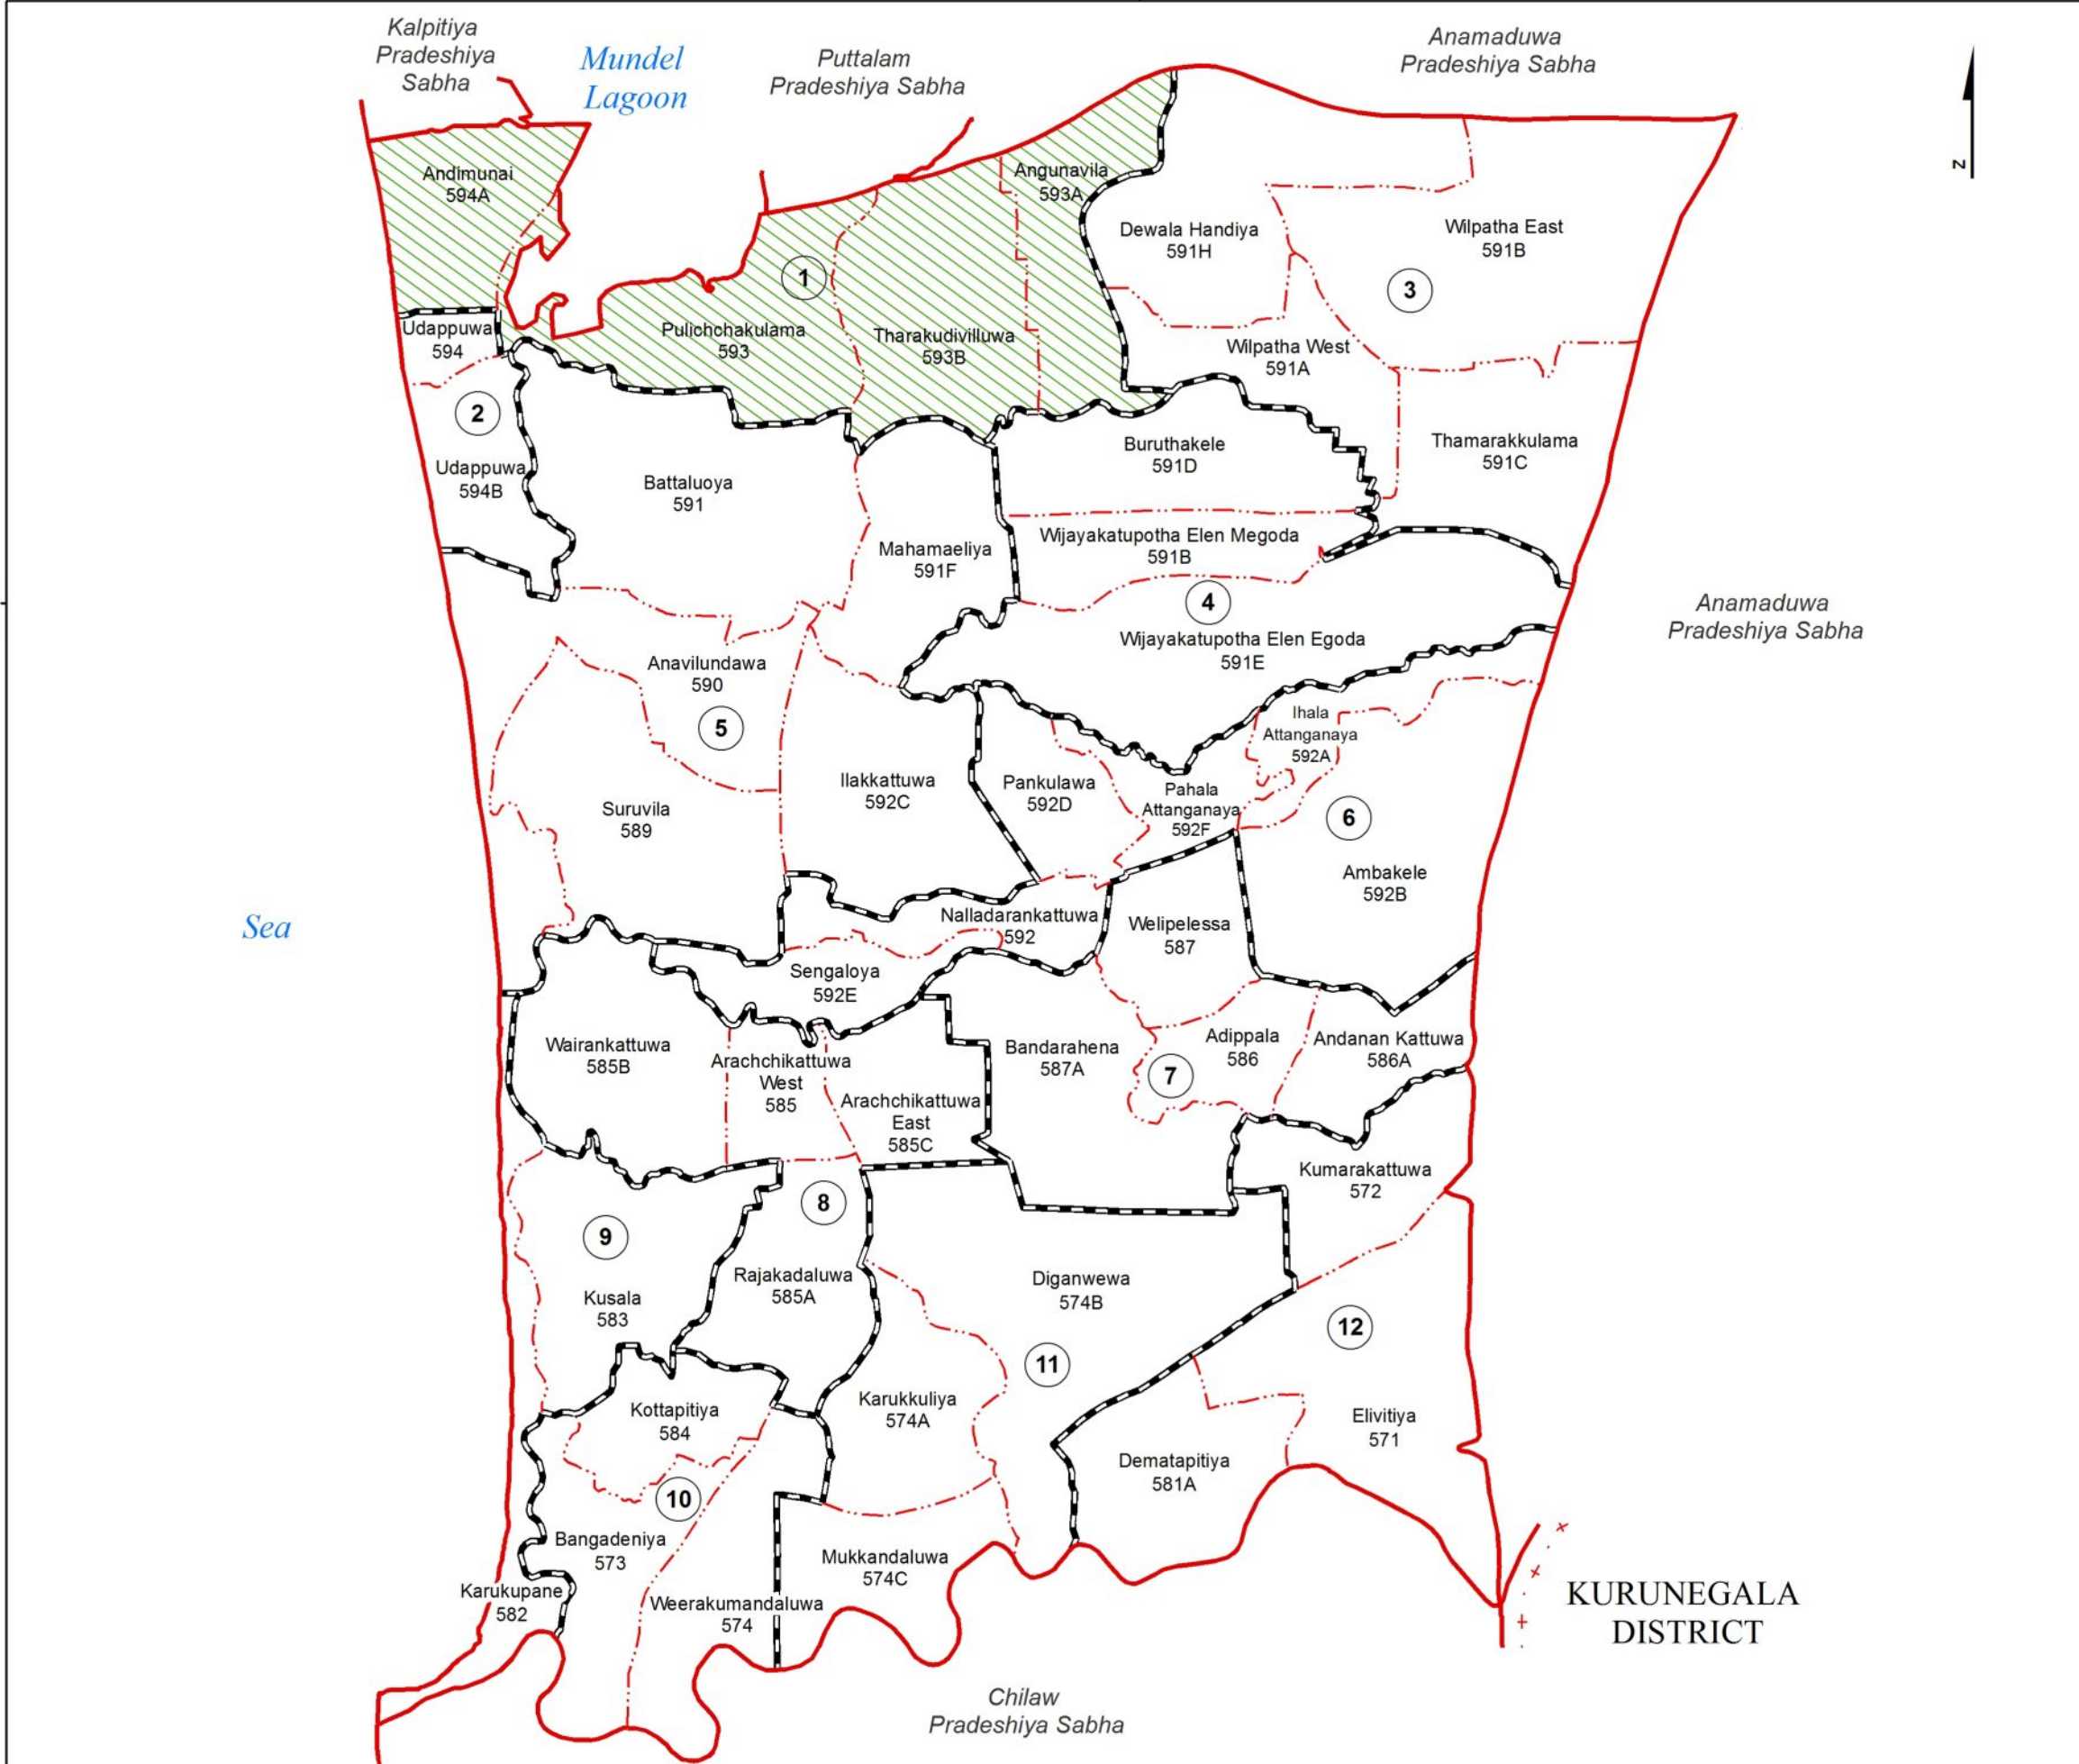 Kalpitiya
Pradeshiya
Sabha
Mundel
Lagoon
Puttalam
Pradeshiya Sabha
Anamaduwa
Pradeshiya Sabha
N
Andimunai
594A
Angunavila
593A
Dewala Handiya
591H
Wilpatha East
591B
1
3
Udappuwa
594
Pulichchakulama
593
Tharakudivilluwa
593B
Wilpatha West
591A
2
Udappuwa
594B
Battaluoya
591
Buruthakele
591D
Thamarakkulama
591C
Mahamaeliya
591F
Wijayakatupotha Elen Megoda
591B
4
Anamaduwa
Pradeshiya Sabha
Wijayakatupotha Elen Egoda
591E
Anavilundawa
590
5
Ihala
Attanganaya
592A
Suruvila
589
Ilakkattuwa
592C
Pankulawa
592D
Pahala
Attanganaya
592F
6
Ambakele
592B
Sea
Nalladarankattuwa
592
Welipelessa
587
Sengaloya
592E
Wairankattuwa
585B
Arachchikattuwa
West
585
Arachchikattuwa
East
585C
Bandarahena
587A
7
Adippala
586
Andanan Kattuwa
586A
Kumarakattuwa
572
8
9
Kusala
583
Rajakadaluwa
585A
Diganwewa
574B
12
11
Kottapitiya
584
Karukkuliya
574A
Elivitiya
571
Dematapitiya
581A
10
Bangadeniya
573
Mukkandaluwa
574C
Karukupane
582
Weerakumandaluwa
574
KURUNEGALA
DISTRICT
Chilaw
Pradeshiya Sabha